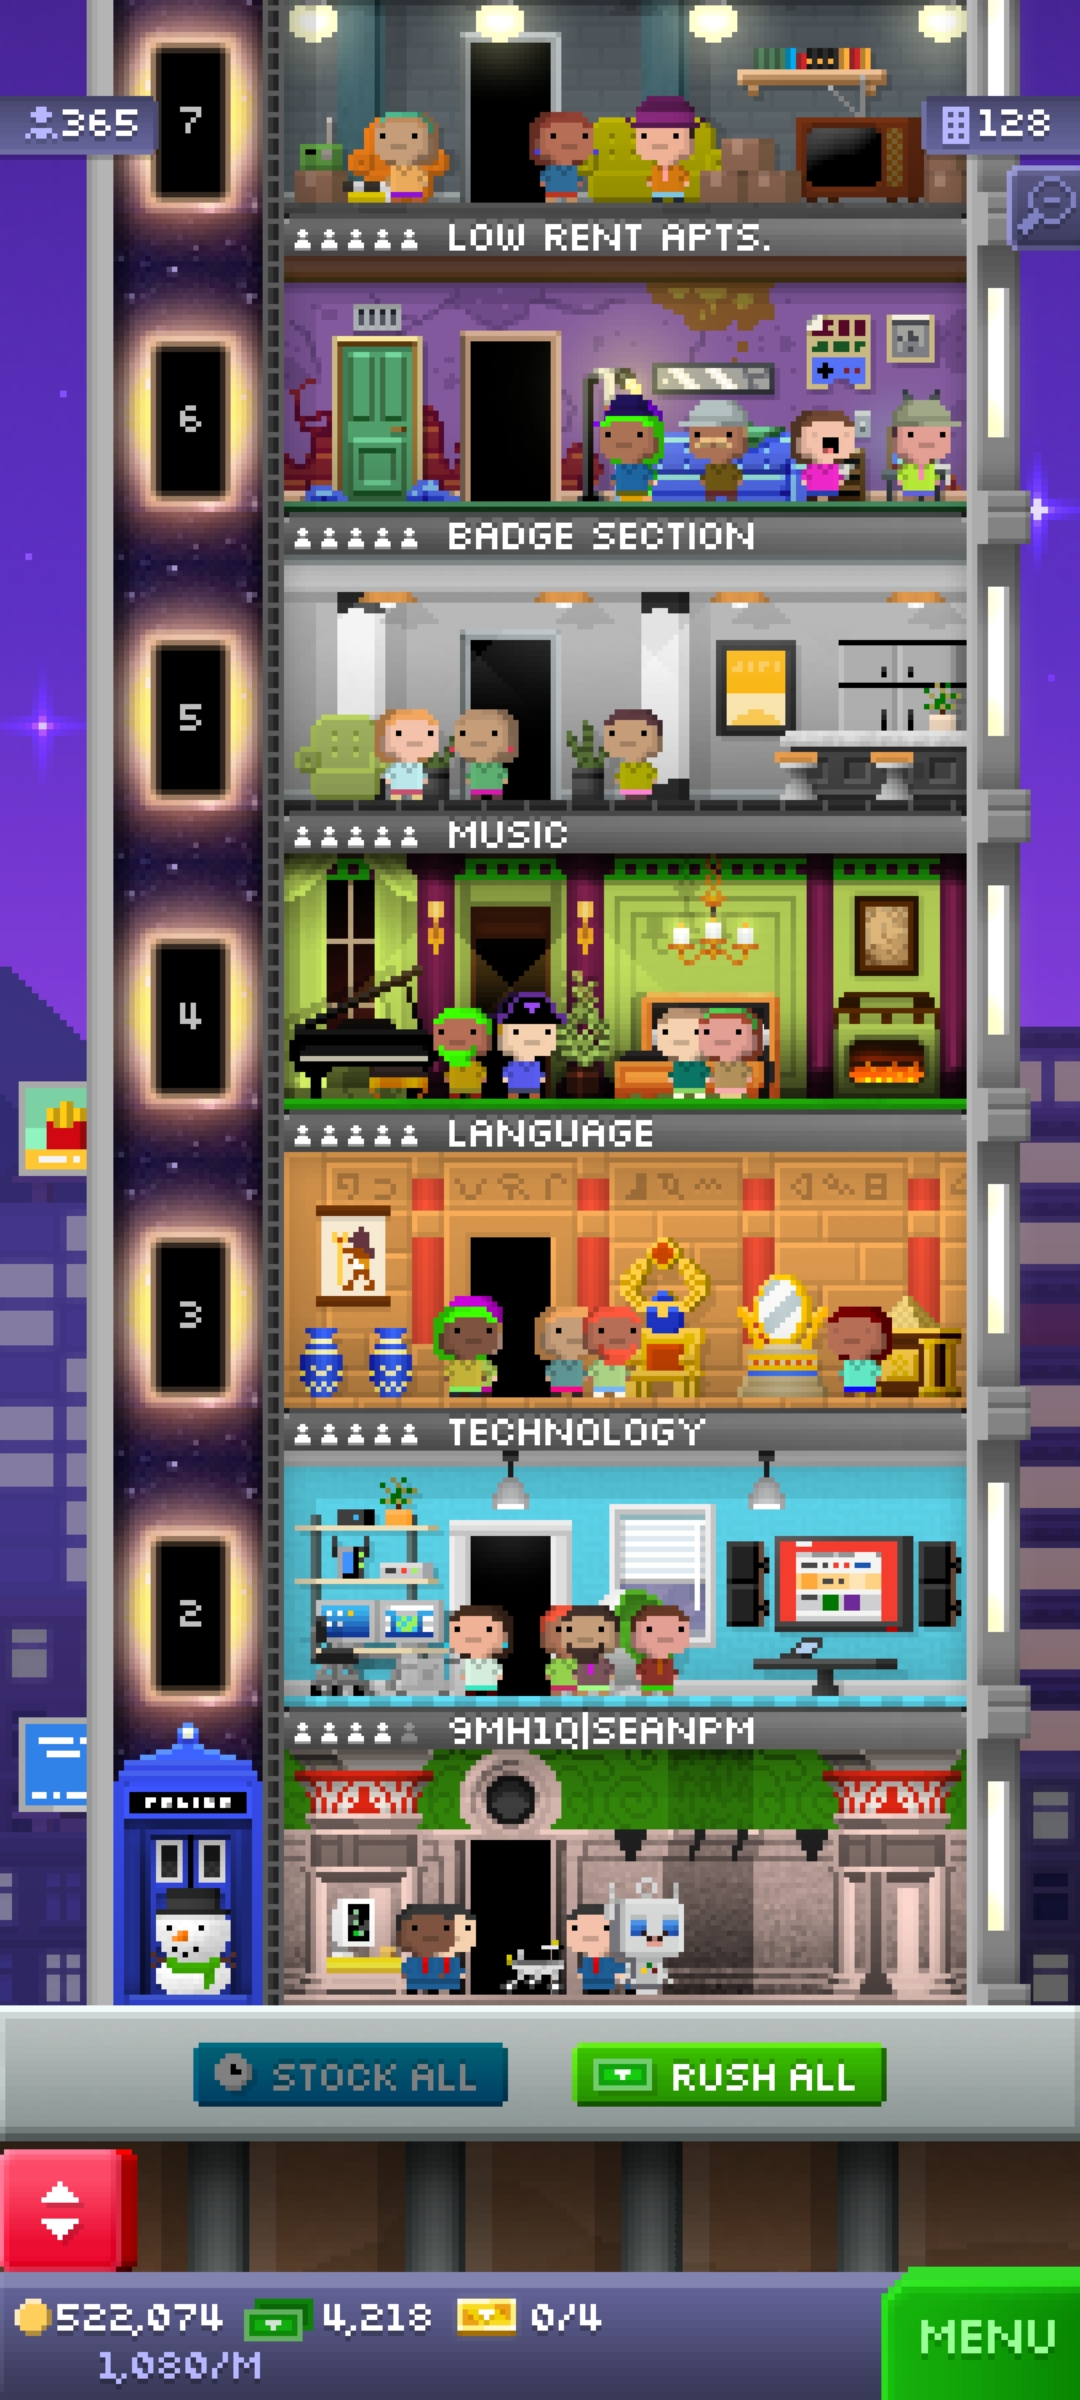 7
365
128
LOW RENT APTS.
6
BADGE SECTION
5
MUSIC
4
LANGUAGE
3
TECHNOLOGY
2
9MH1Q|SEANPM
POLICE
STOCK ALL
RUSH ALL
522,074
4,218
0/4
1,080/M
MENU